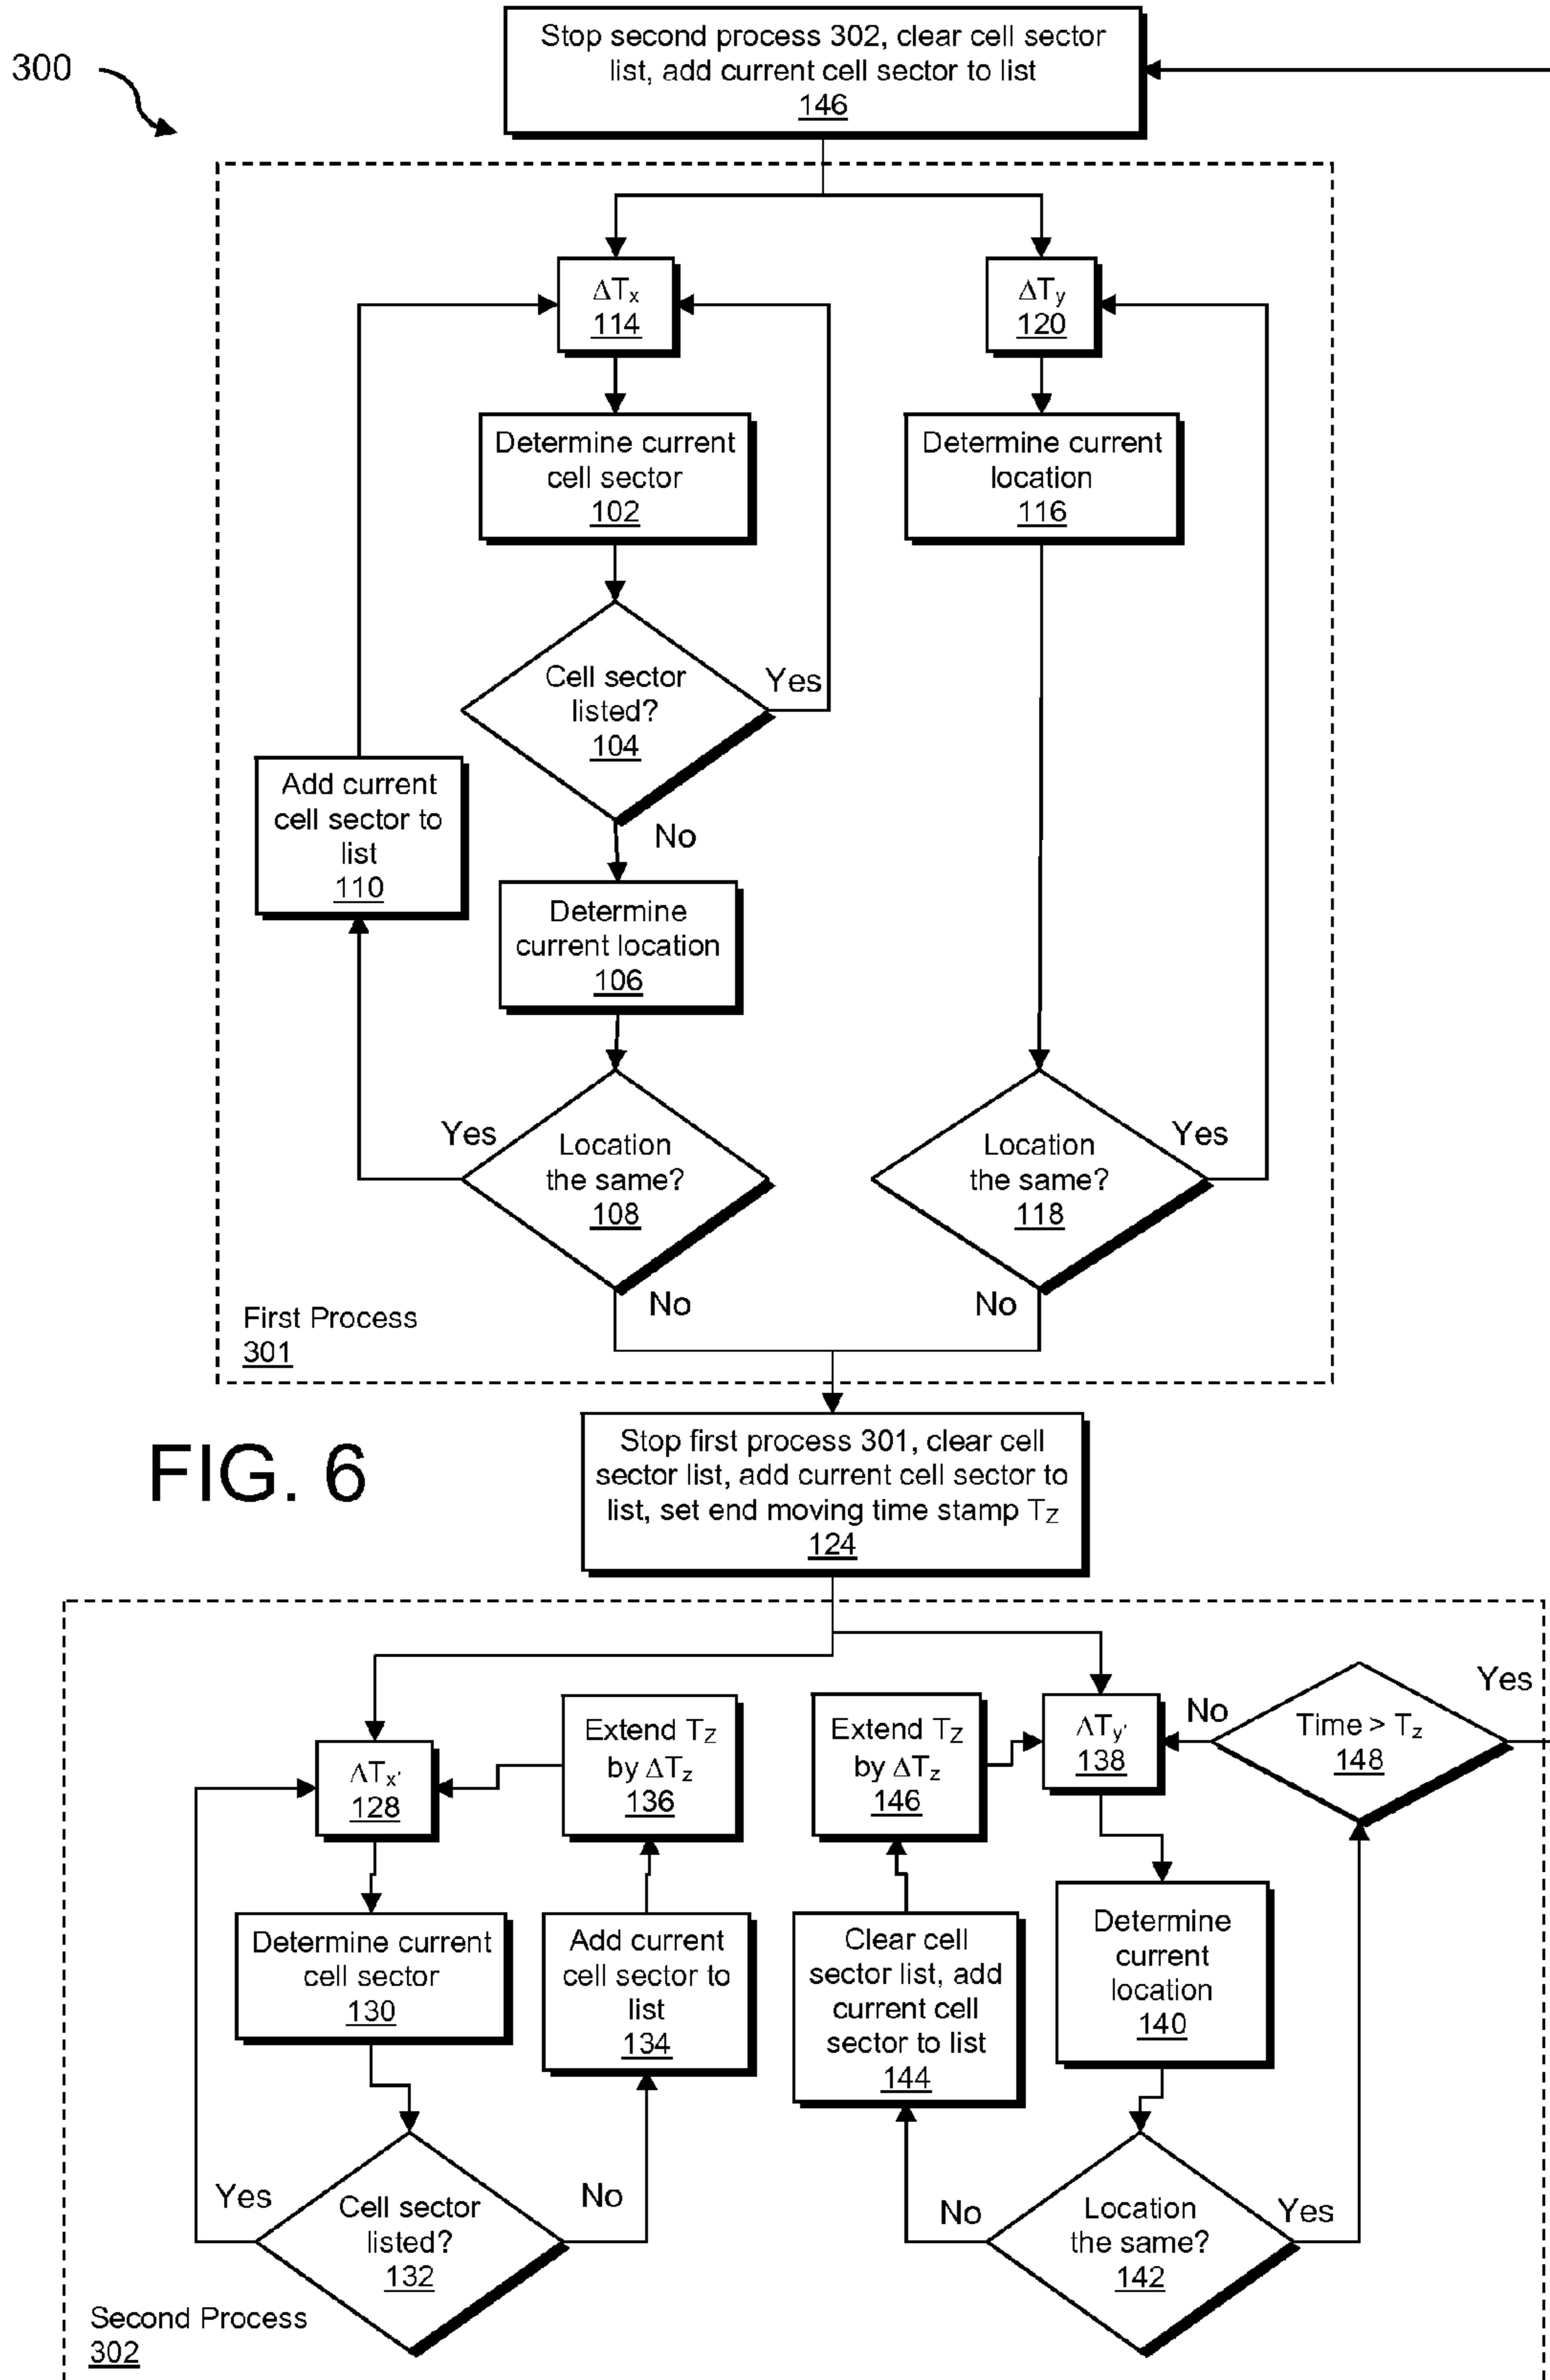 300
Stop second process 302, clear cell sector
list, add current cell sector to list
146
ΔTx
114
ΔTy
120
Determine current
cell sector
102
Determine current
location
116
Cell sector
listed?
104
Yes
No
Add current
cell sector to
list
110
Determine
current location
106
Yes
Location
the same?
108
No
Location
the same?
118
Yes
No
First Process
301
Stop first process 301, clear cell
sector list, add current cell sector to
list, set end moving time stamp TZ
124
FIG. 6
ΔTx'
128
Extend TZ
by ΔTz
136
Extend TZ
by ΔTz
146
ΔTy'
138
No
Time > Tz
148
Yes
Determine current
cell sector
130
Add current
cell sector to
list
134
Clear cell
sector list, add
current cell
sector to list
144
Determine
current
location
140
Yes
Cell sector
listed?
132
No
No
Location
the same?
142
Yes
Second Process
302